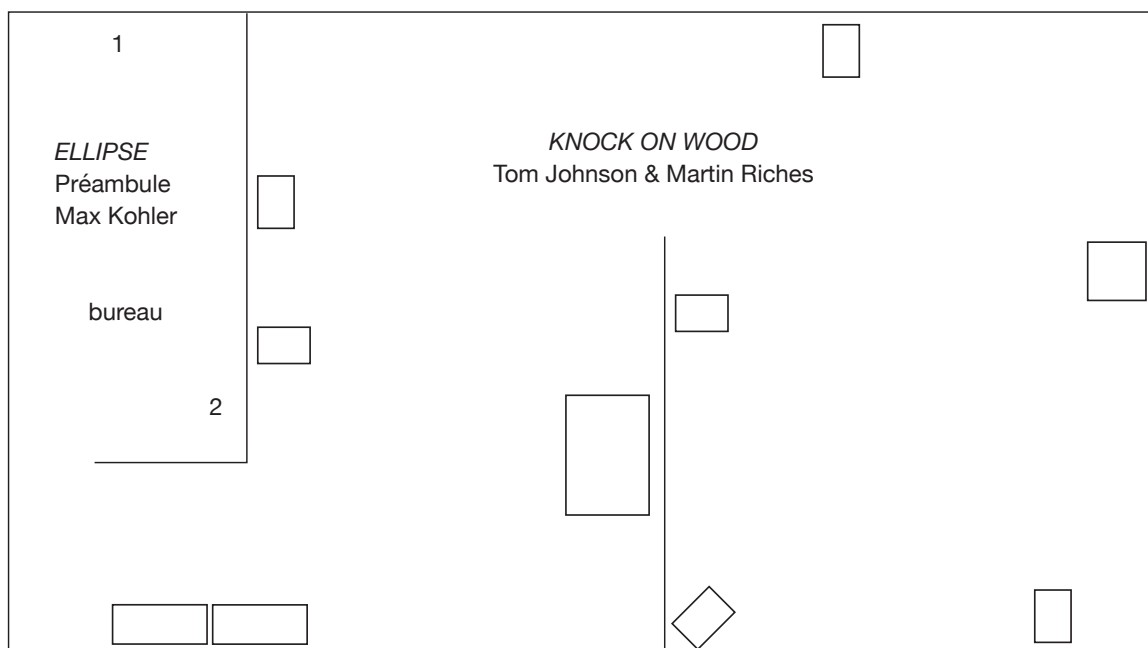 1
ELLIPSE
Préambule
Max Kohler
bureau
2
KNOCK ON WOOD
Tom Johnson & Martin Riches